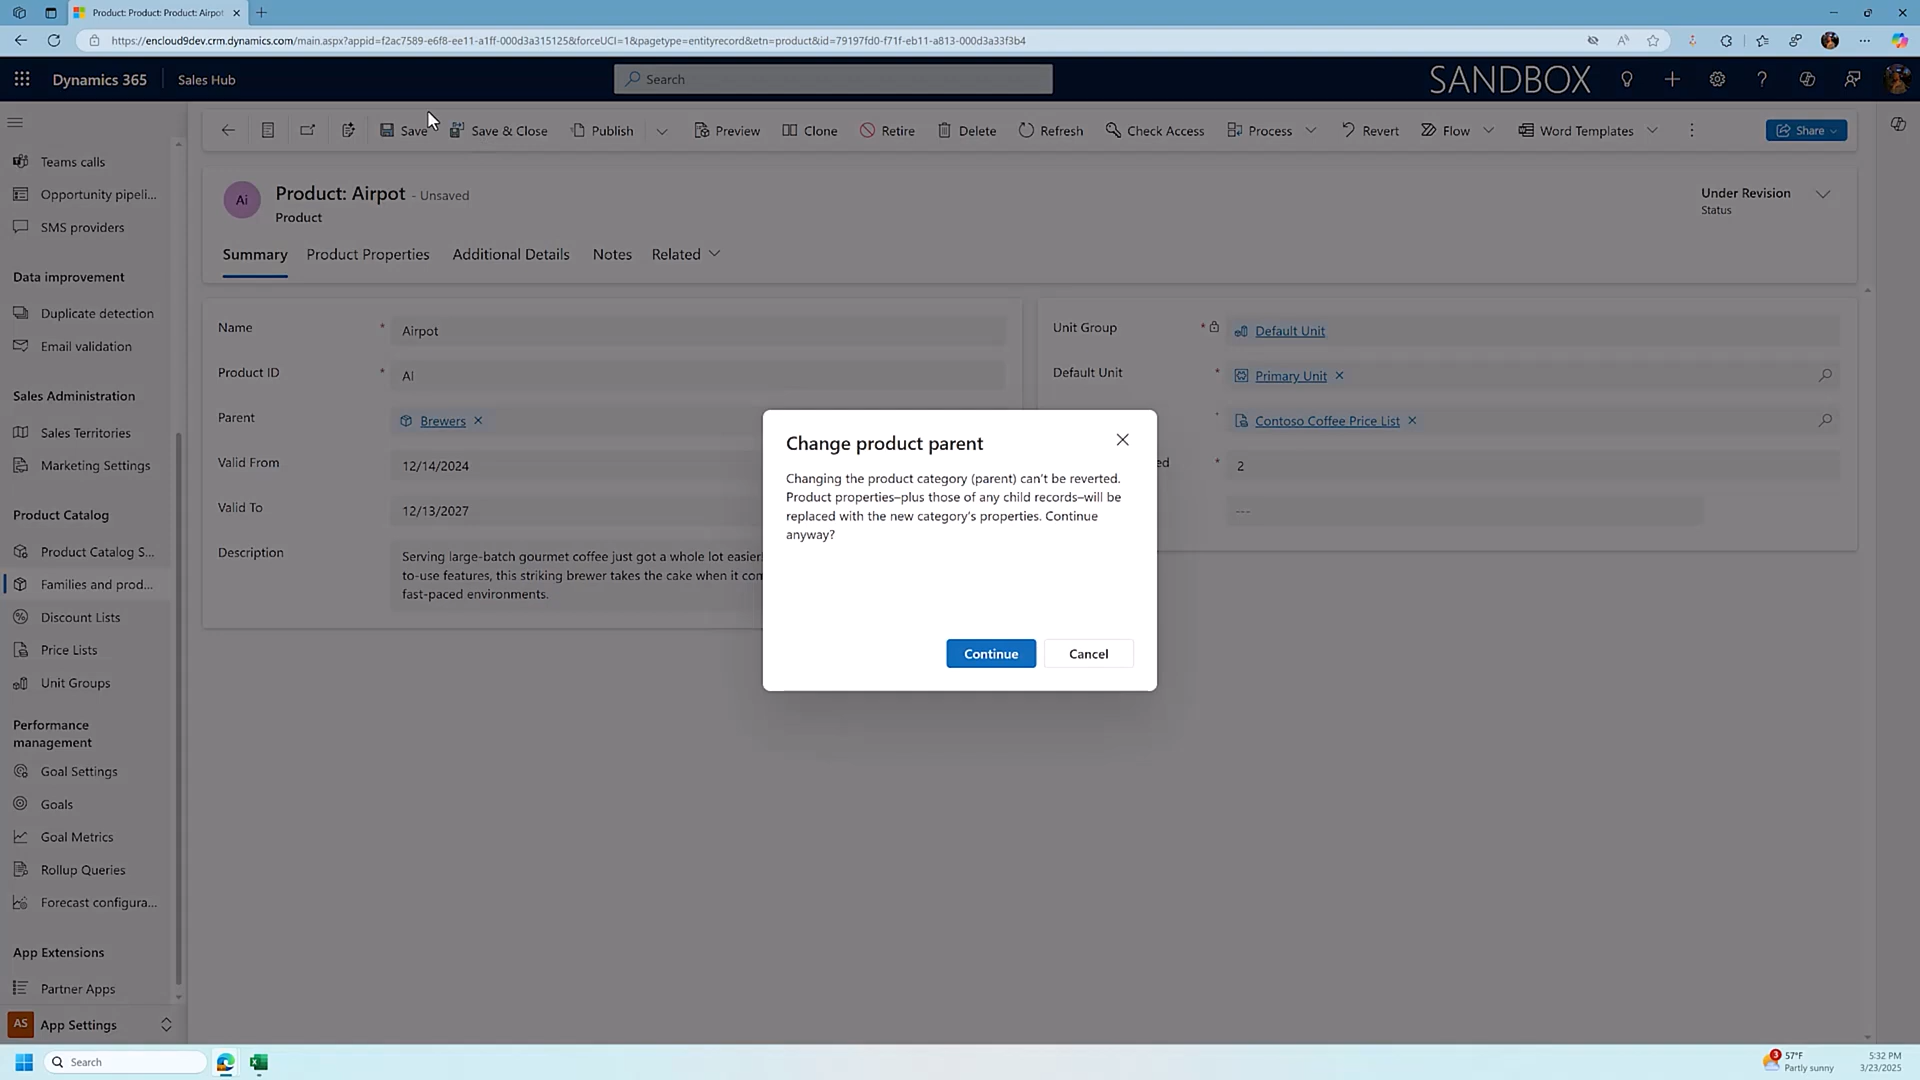 Product: Product: Product: Airpot
https://encloud9dev.crm.dynamics.com/main.aspx?appid=f2ac7589-e6f8-ee11-a1ff-000d3a315125&forceUCI=1&pagetype=entityrecord&etn=product&id=79197fd0-f71f-eb11-a813-000d3a33f3b4
Dynamics 365
Sales Hub
Search
SANDBOX
Save
Save & Close
Publish
Preview
Clone
Retire
Delete
Refresh
Check Access
Process
Revert
Flow
Word Templates
Share
Teams calls
Opportunity pipeli...
SMS providers
Data improvement
Duplicate detection
Email validation
Sales Administration
Sales Territories
Marketing Settings
Product Catalog
Product Catalog S...
Families and prod...
Discount Lists
Price Lists
Unit Groups
Performance
management
Goal Settings
Goals
Goal Metrics
Rollup Queries
Forecast configura...
App Extensions
Partner Apps
AS
App Settings
Ai
Product: Airpot - Unsaved
Product
Under Revision
Status
Summary
Product Properties
Additional Details
Notes
Related
Name * Airpot
Product ID * AI
Parent Brewers
Valid From 12/14/2024
Valid To 12/13/2027
Description
Serving large-batch gourmet coffee just got a whole lot easier
to-use features, this striking brewer takes the cake when it com
fast-paced environments.
Unit Group * Default Unit
Default Unit * Primary Unit
* Contoso Coffee Price List
ed * 2
---
Change product parent
Changing the product category (parent) can't be reverted.
Product properties–plus those of any child records–will be
replaced with the new category's properties. Continue
anyway?
Continue
Cancel
Search
3
57°F
Partly sunny
5:32 PM
3/23/2025